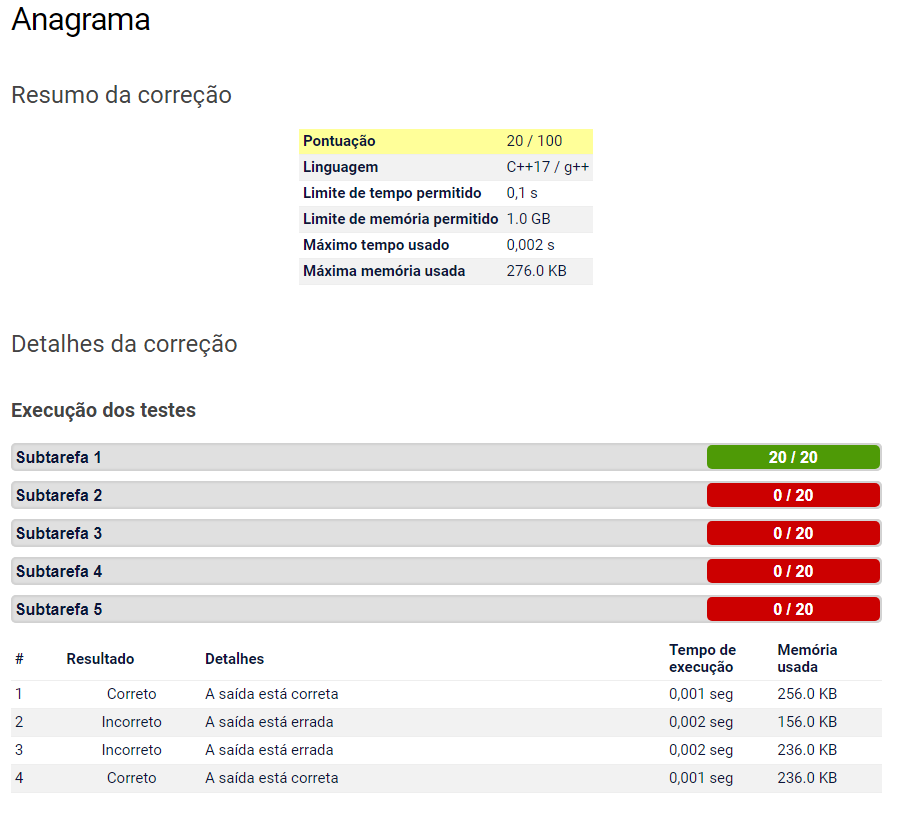 Anagrama
Resumo da correção
Pontuação 20 / 100
Linguagem C++17 / g++
Limite de tempo permitido 0,1 s
Limite de memória permitido 1.0 GB
Máximo tempo usado 0,002 s
Máxima memória usada 276.0 KB
Detalhes da correção
Execução dos testes
Subtarefa 1 20 / 20
Subtarefa 2 0 / 20
Subtarefa 3 0 / 20
Subtarefa 4 0 / 20
Subtarefa 5 0 / 20
# Resultado Detalhes Tempo de execução Memória usada
1 Correto A saída está correta 0,001 seg 256.0 KB
2 Incorreto A saída está errada 0,002 seg 156.0 KB
3 Incorreto A saída está errada 0,002 seg 236.0 KB
4 Correto A saída está correta 0,001 seg 236.0 KB